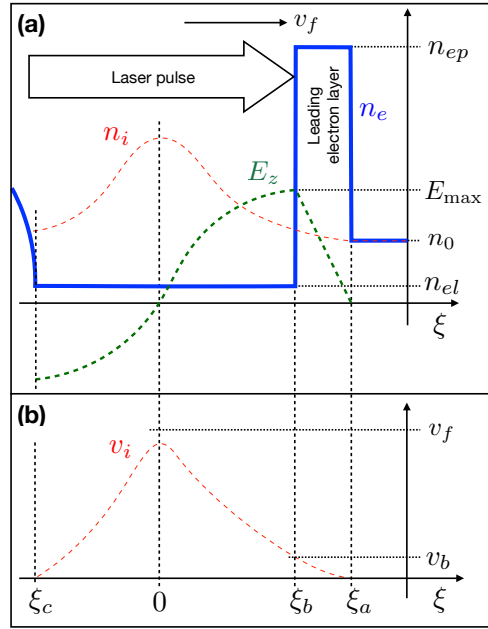 (a)
v_f
n_ep
Laser pulse
Leading
electron layer
n_e
n_i
E_z
E_max
n_0
n_el
ξ
(b)
v_f
v_i
v_b
ξ_c 0 ξ_b ξ_a ξ